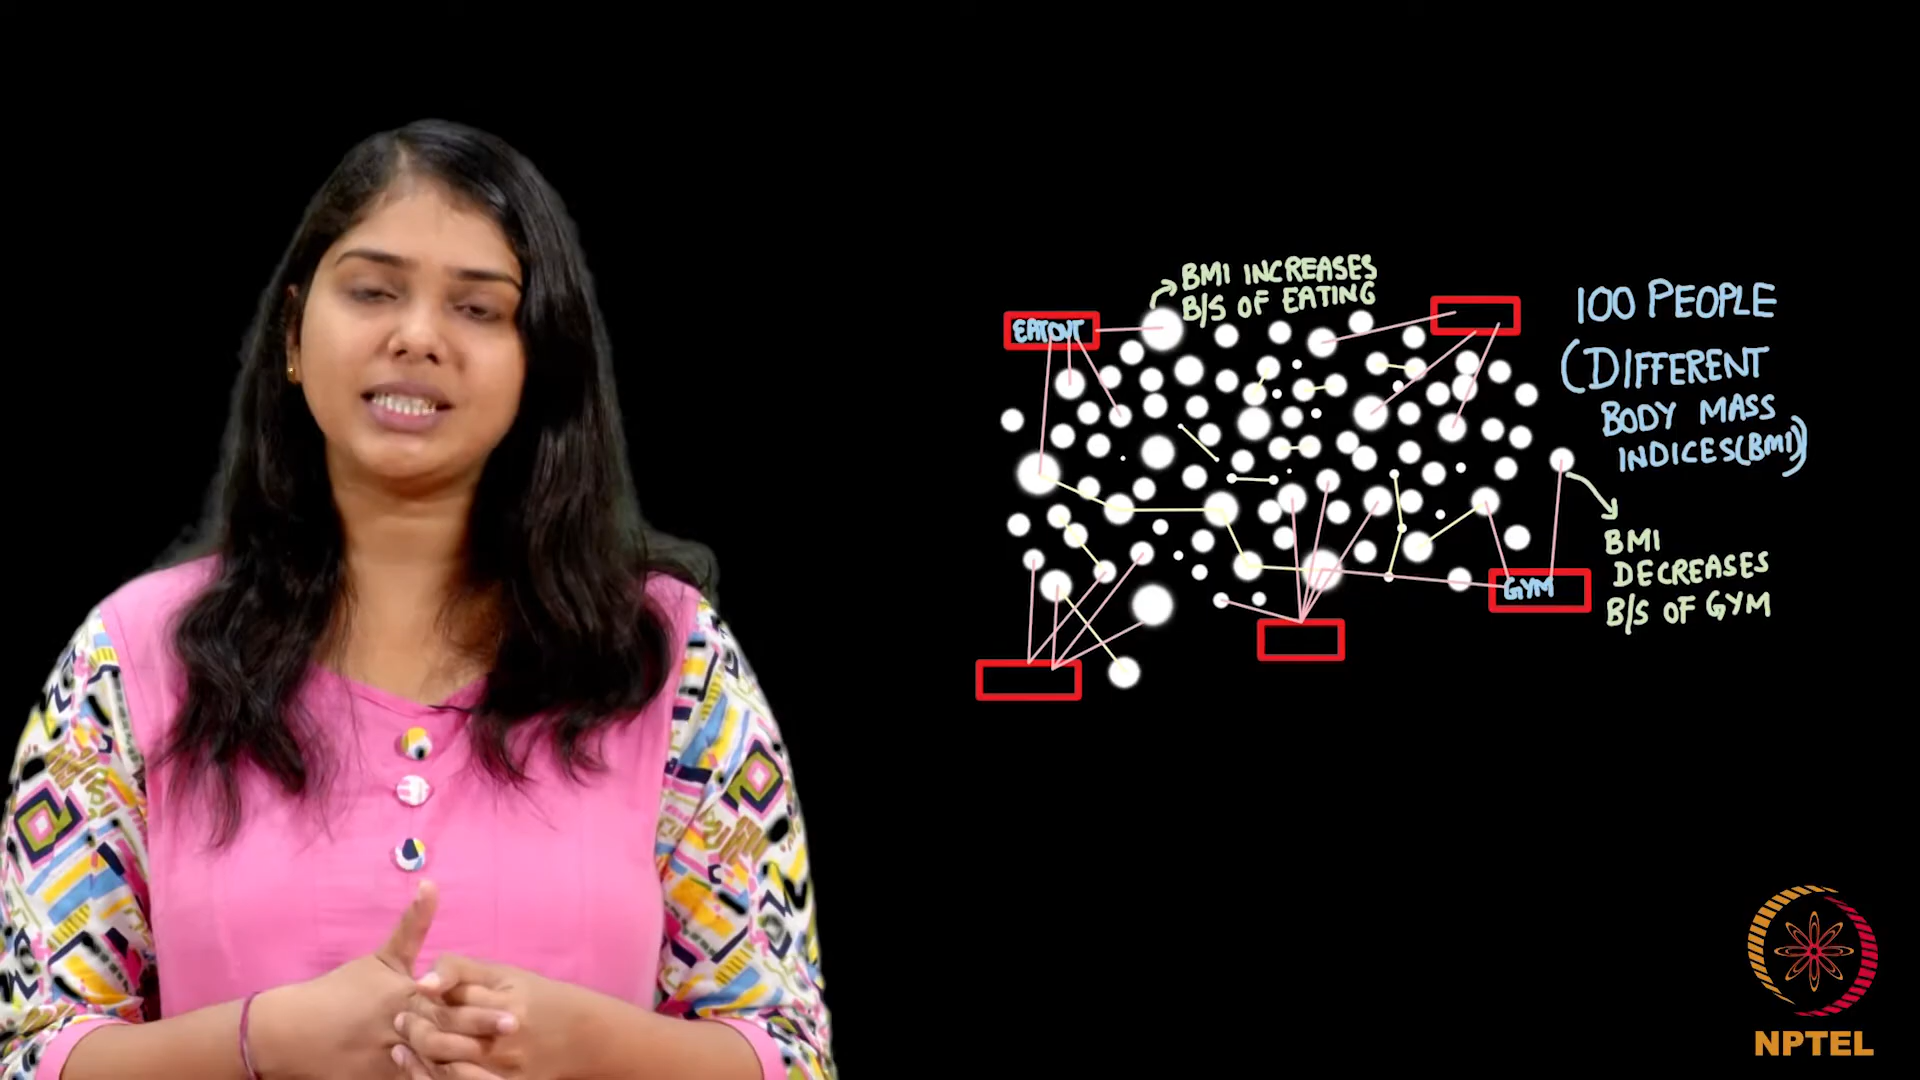 BMI INCREASES
B/S OF EATING
EATOUT
100 PEOPLE
(DIFFERENT
BODY MASS
INDICES(BMI))
BMI
DECREASES
B/S OF GYM
GYM
NPTEL